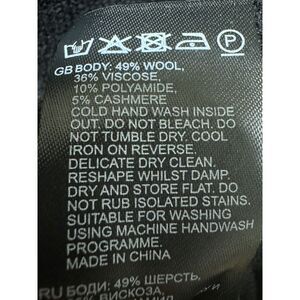 P
GB BODY: 49% WOOL,
36% VISCOSE,
10% POLYAMIDE,
5% CASHMERE
COLD HAND WASH INSIDE
OUT. DO NOT BLEACH. DO
NOT TUMBLE DRY. COOL
IRON ON REVERSE.
DELICATE DRY CLEAN.
RESHAPE WHILST DAMP.
DRY AND STORE FLAT. DO
NOT RUB ISOLATED STAINS.
SUITABLE FOR WASHING
USING MACHINE HANDWASH
PROGRAMME.
MADE IN CHINA
RU БОДИ: 49% ШЕРСТЬ,
ВИСКОЗА,